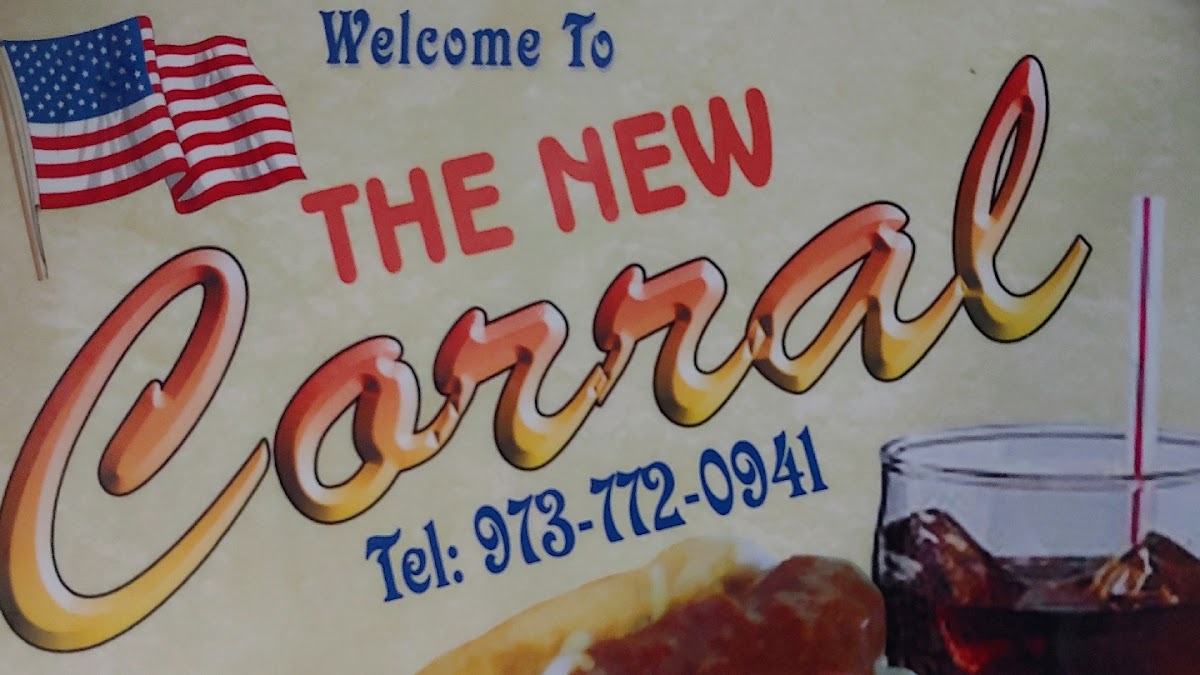 Welcome To
THE NEW
Corral
Tel: 973-772-0941